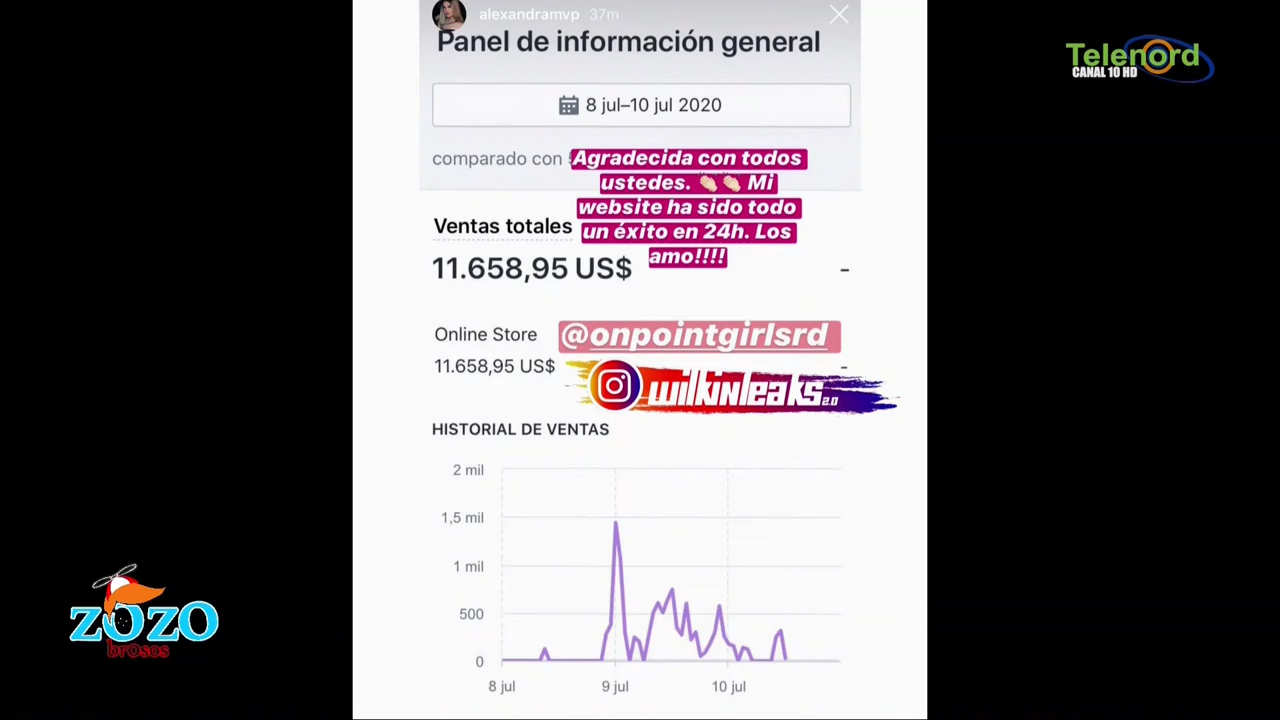 alexandramvp 37m
Panel de información general
Telenord
CANAL 10 HD
8 jul–10 jul 2020
comparado con
Agradecida con todos
ustedes. 👏🏻👏🏻 Mi
website ha sido todo
un éxito en 24h. Los
amo!!!!
Ventas totales
11.658,95 US$
-
Online Store
@onpointgirlsrd
11.658,95 US$
-
wilkinleaks 2.0
HISTORIAL DE VENTAS
2 mil
1,5 mil
1 mil
500
0
8 jul 9 jul 10 jul
zozo
brosos